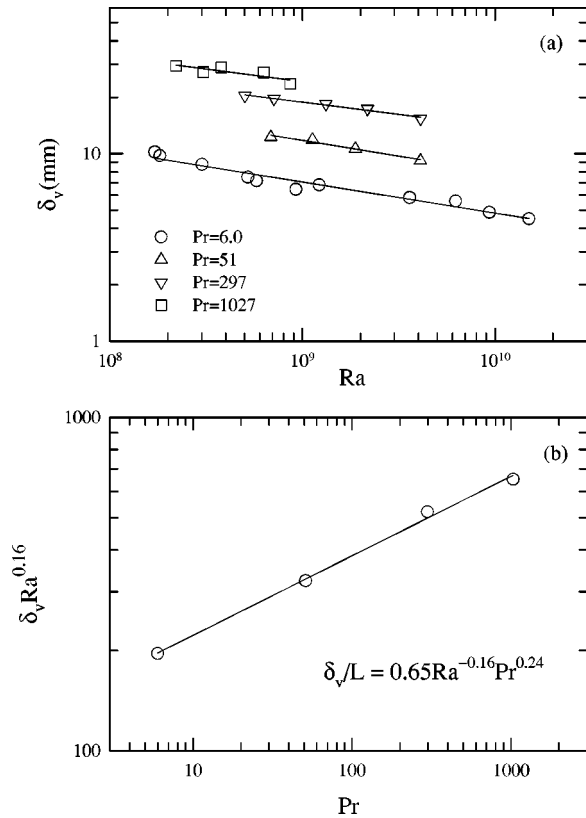 (a)
10
δᵥ(mm)
Pr=6.0
Pr=51
Pr=297
Pr=1027
1
10⁸
10⁹
10¹⁰
Ra
1000
(b)
δᵥRa⁰·¹⁶
δᵥ/L = 0.65Ra⁻⁰·¹⁶Pr⁰·²⁴
100
10
100
1000
Pr